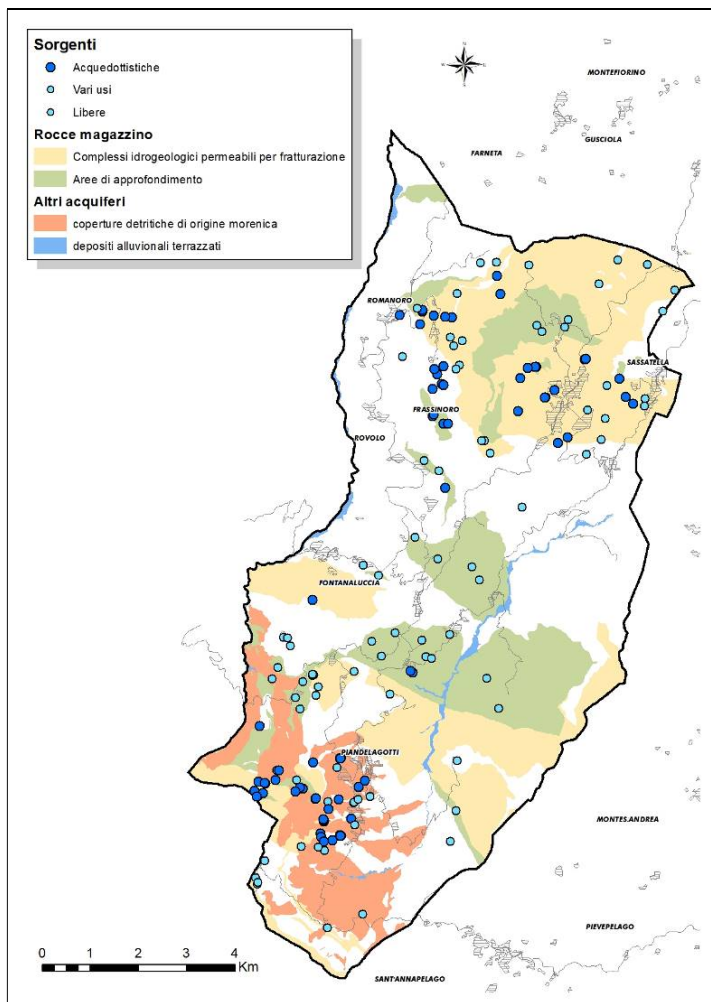 Sorgenti
Acquedottistiche
Vari usi
Libere
Rocce magazzino
Complessi idrogeologici permeabili per fratturazione
Aree di approfondimento
Altri acquiferi
coperture detritiche di origine morenica
depositi alluvionali terrazzati
MONTEFIORINO
GUSCIOLA
FARNETA
ROMANORO
SASSATELLA
FRASSINORO
ROVOLO
FONTANALUCCIA
PIANDELAGOTTI
MONTES.ANDREA
PIEVEPELAGO
SANT'ANNAPELAGO
0 1 2 3 4
Km